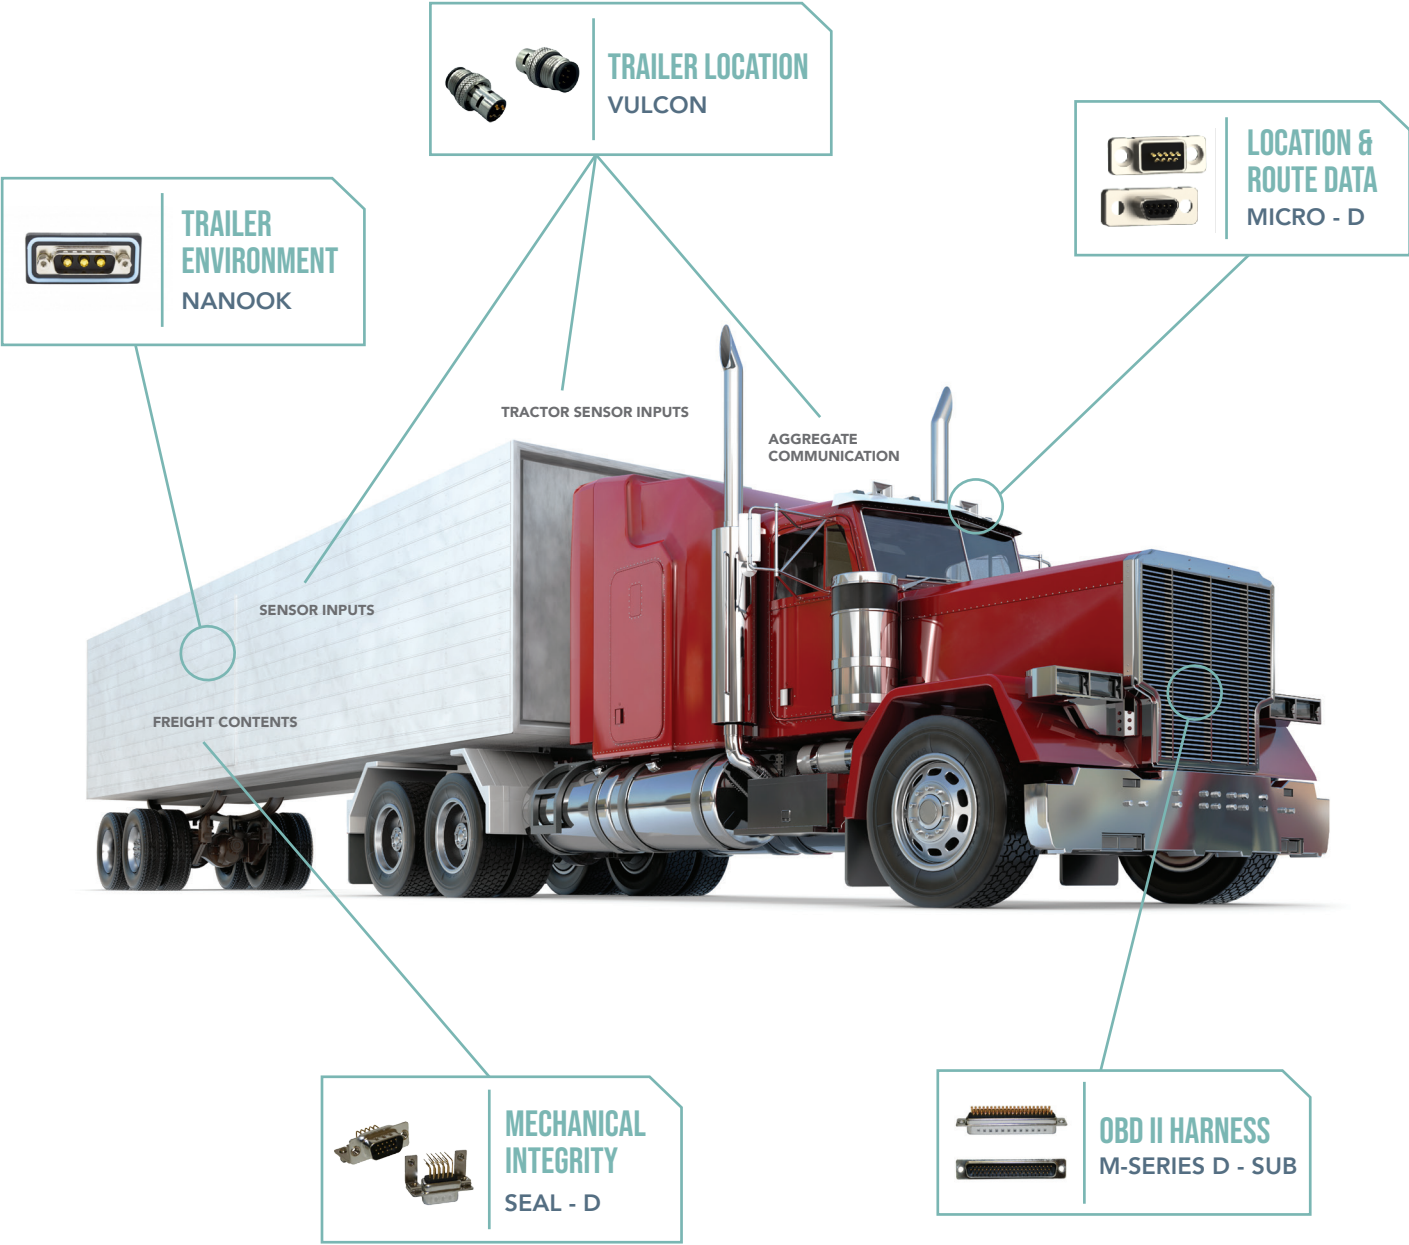 TRAILER LOCATION
VULCON
LOCATION &
ROUTE DATA
MICRO - D
TRAILER
ENVIRONMENT
NANOOK
TRACTOR SENSOR INPUTS
AGGREGATE
COMMUNICATION
SENSOR INPUTS
FREIGHT CONTENTS
MECHANICAL
INTEGRITY
SEAL - D
OBD II HARNESS
M-SERIES D - SUB